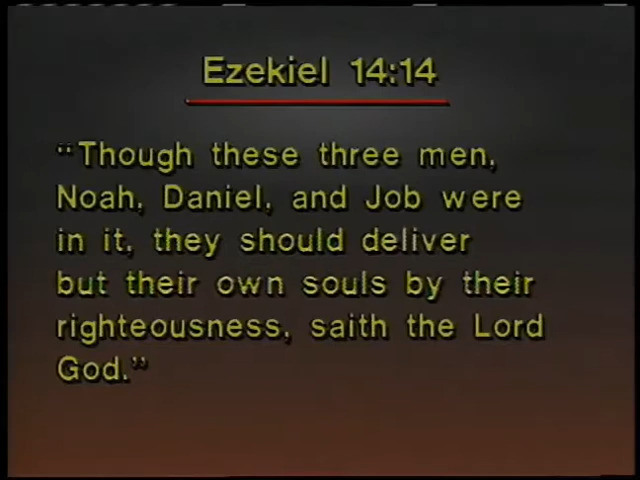 Ezekiel 14:14
“Though these three men,
Noah, Daniel, and Job were
in it, they should deliver
but their own souls by their
righteousness, saith the Lord
God.”